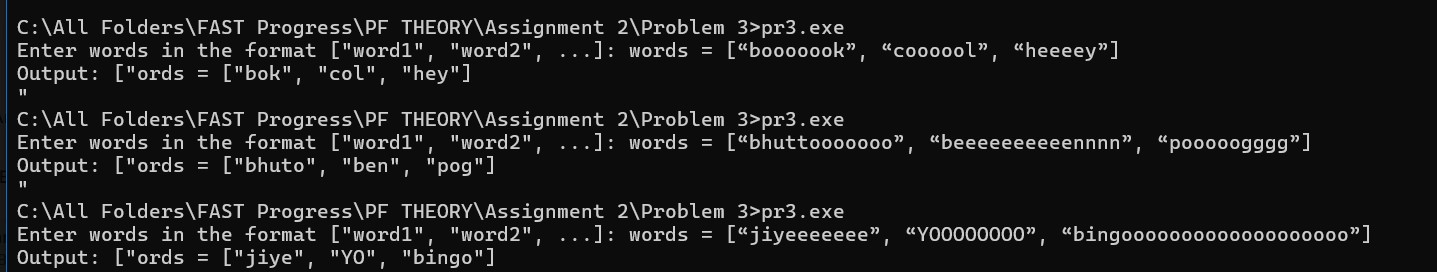 C:\All Folders\FAST Progress\PF THEORY\Assignment 2\Problem 3>pr3.exe
Enter words in the format ["word1", "word2", ...]: words = [“booooook”, “coooool”, “heeeey”]
Output: ["ords = ["bok", "col", "hey"]
"
C:\All Folders\FAST Progress\PF THEORY\Assignment 2\Problem 3>pr3.exe
Enter words in the format ["word1", "word2", ...]: words = [“bhuttooooooo”, “beeeeeeeeeennnn”, “pooooogggg”]
Output: ["ords = ["bhuto", "ben", "pog"]
"
C:\All Folders\FAST Progress\PF THEORY\Assignment 2\Problem 3>pr3.exe
Enter words in the format ["word1", "word2", ...]: words = [“jiyeeeeeee”, “YOOOOOOOO”, “bingooooooooooooooooooo”]
Output: ["ords = ["jiye", "YO", "bingo"]